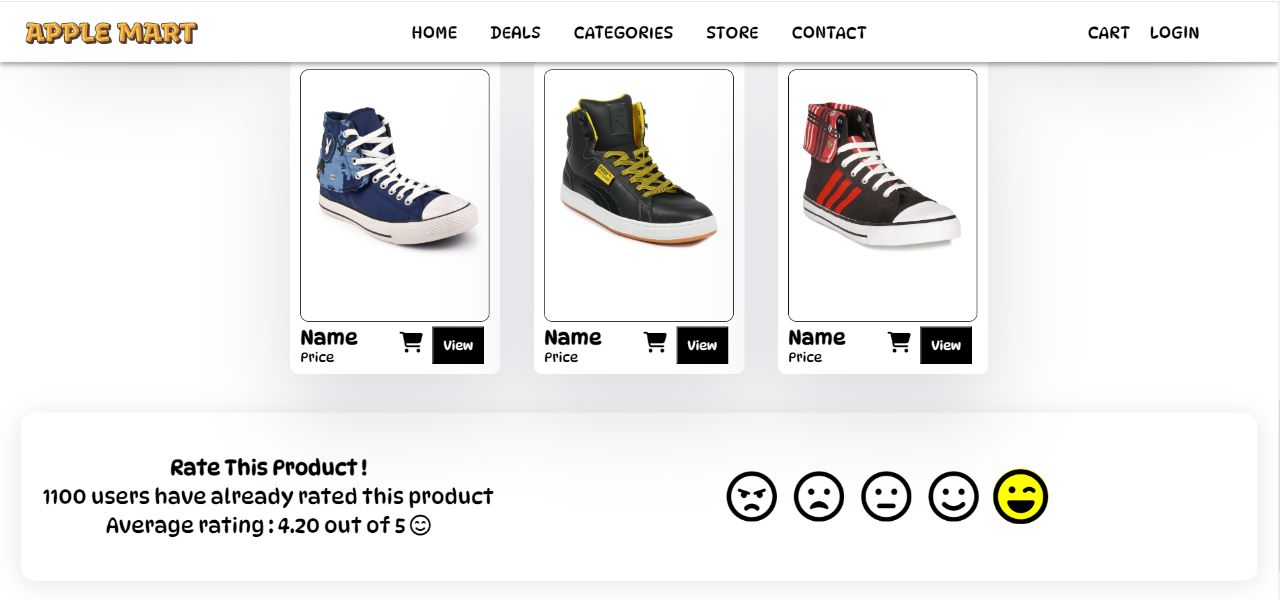 APPLE MART
HOME DEALS CATEGORIES STORE CONTACT
CART LOGIN
Name
Price
View
Name
Price
View
Name
Price
View
Rate This Product !
1100 users have already rated this product
Average rating : 4.20 out of 5 😊